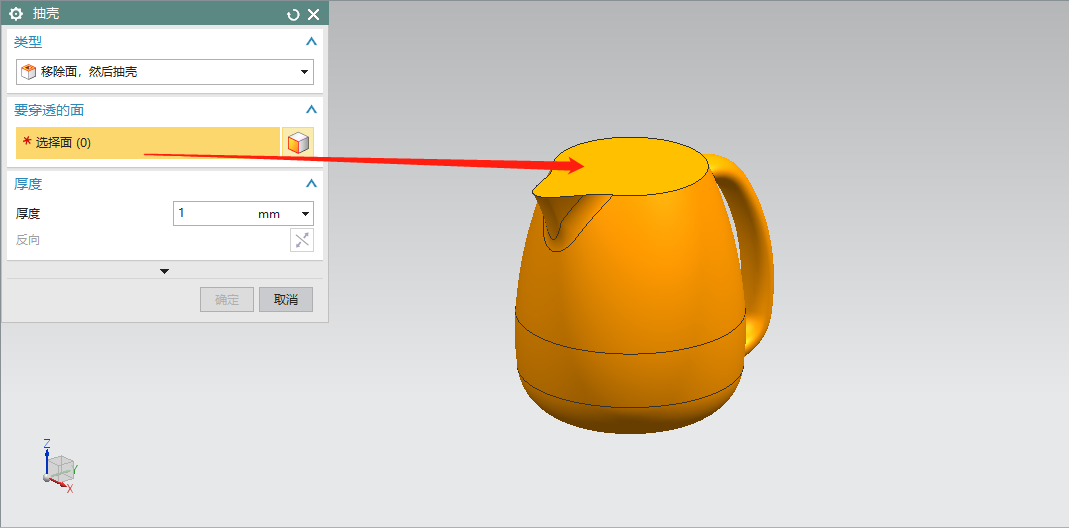 抽壳
类型
移除面，然后抽壳
要穿透的面
* 选择面 (0)
厚度
厚度
1 mm
反向
确定 取消
Z
Y
X